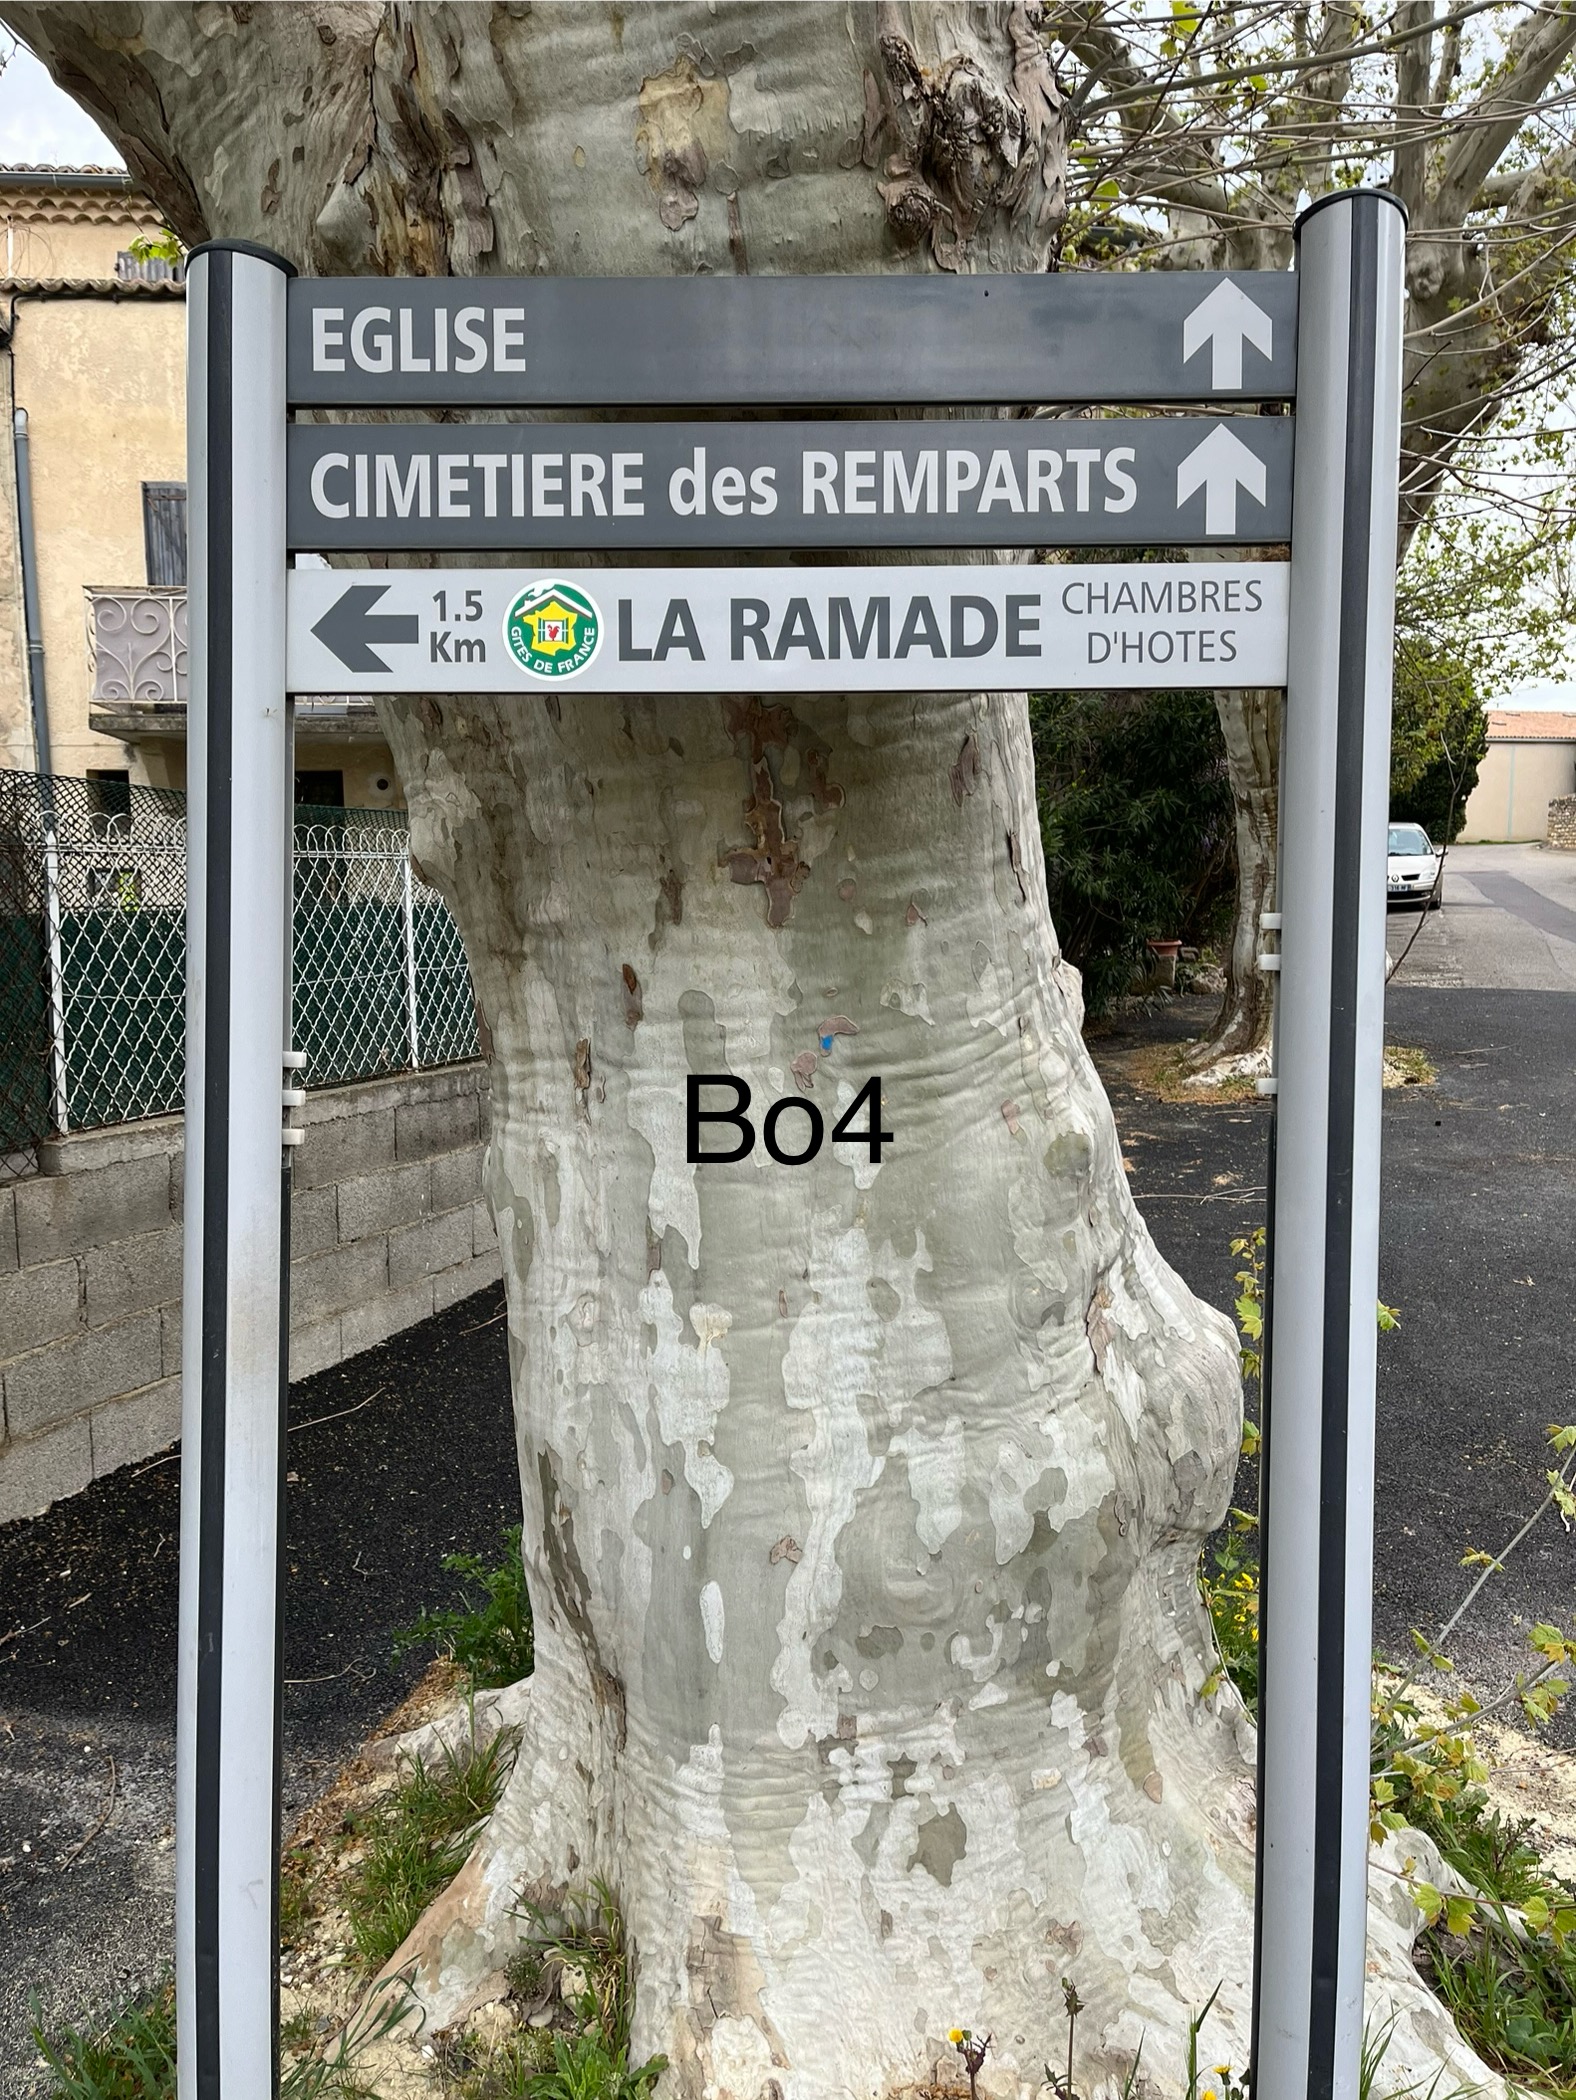 EGLISE
CIMETIERE des REMPARTS
1.5
Km
GITES DE FRANCE
LA RAMADE
CHAMBRES
D'HOTES
Bo4